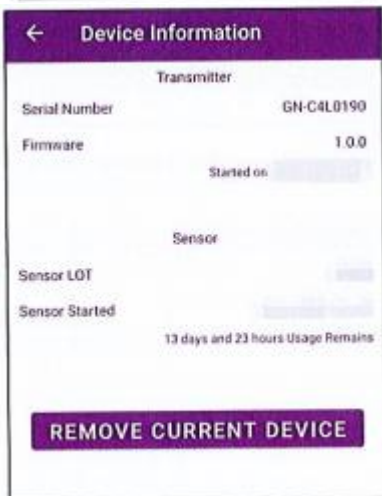 ← Device Information
Transmitter
Serial Number GN-C4L0190
Firmware 1.0.0
Started on
Sensor
Sensor LOT
Sensor Started
13 days and 23 hours Usage Remains
REMOVE CURRENT DEVICE